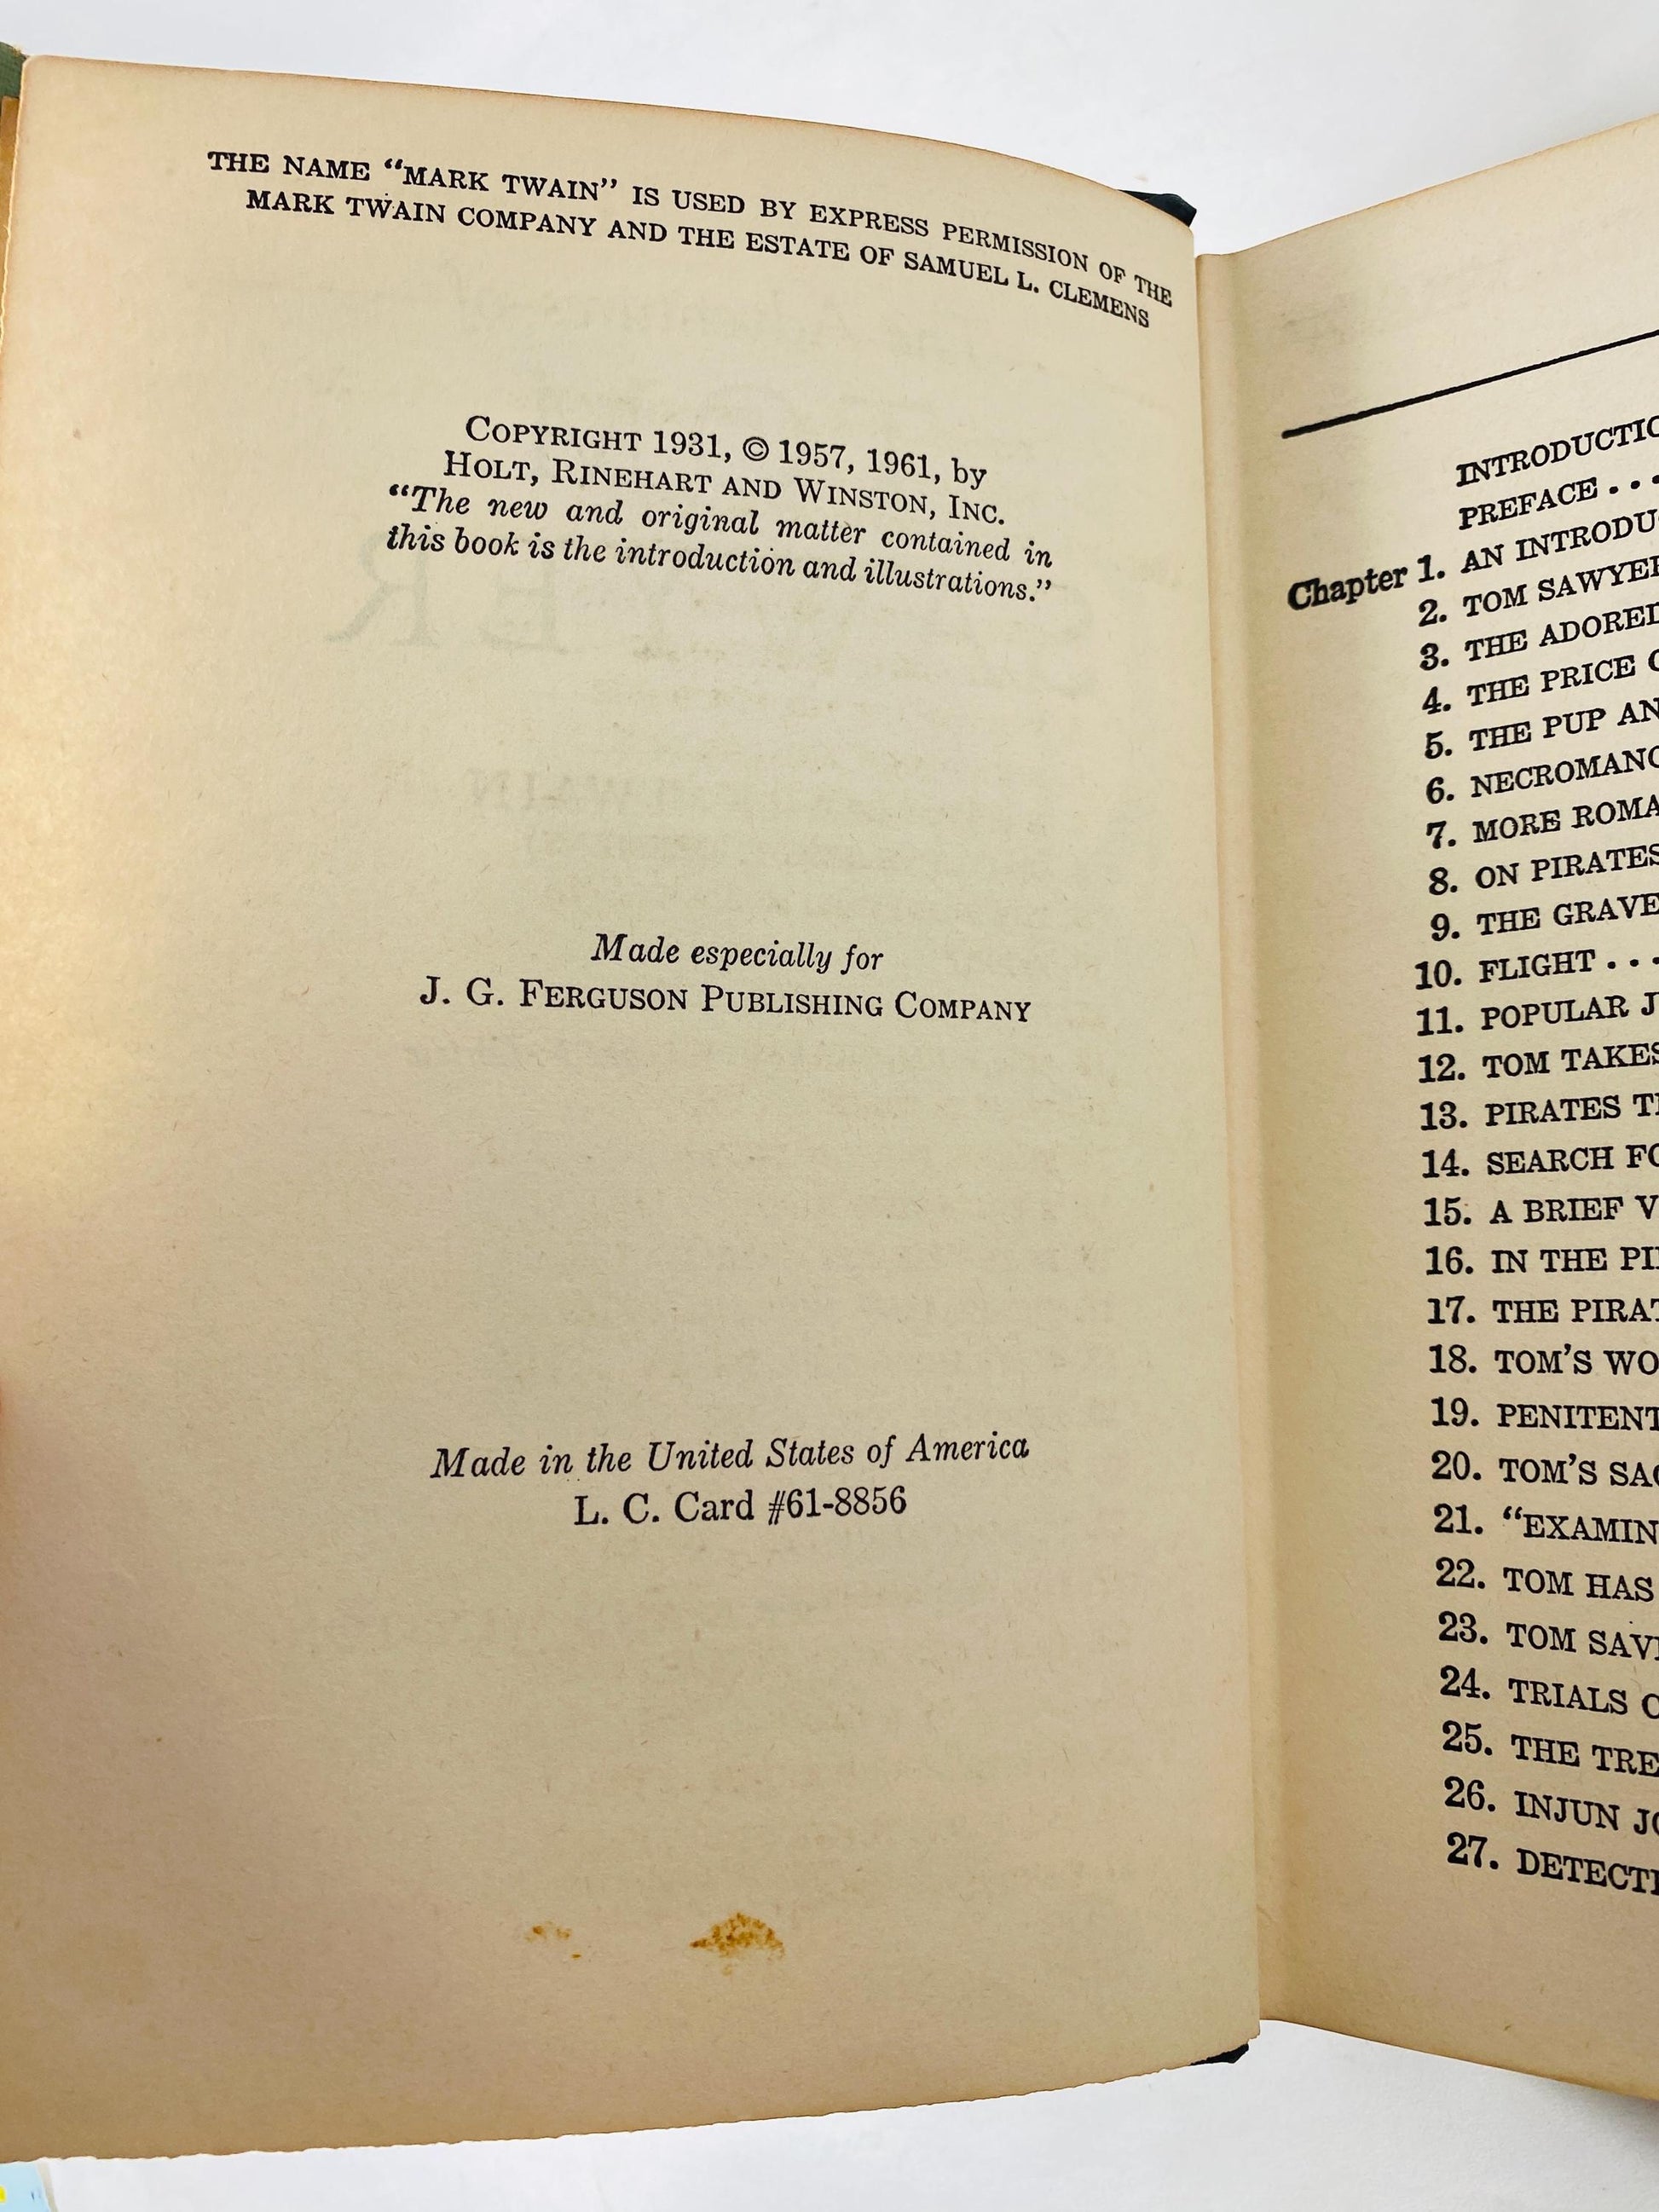 THE NAME “MARK TWAIN” IS USED BY EXPRESS PERMISSION OF THE
MARK TWAIN COMPANY AND THE ESTATE OF SAMUEL L. CLEMENS
COPYRIGHT 1931, © 1957, 1961, by
HOLT, RINEHART AND WINSTON, INC.
“The new and original matter contained in
this book is the introduction and illustrations.”
Made especially for
J. G. FERGUSON PUBLISHING COMPANY
Made in the United States of America
L. C. Card #61-8856
INTRODUCTIO
PREFACE . . .
Chapter 1. AN INTRODU
2. TOM SAWYER
3. THE ADORED
4. THE PRICE
5. THE PUP AN
6. NECROMANC
7. MORE ROMA
8. ON PIRATES
9. THE GRAVE
10. FLIGHT . . .
11. POPULAR J
12. TOM TAKES
13. PIRATES T
14. SEARCH FO
15. A BRIEF V
16. IN THE PI
17. THE PIRAT
18. TOM’S WO
19. PENITENT
20. TOM’S SAC
21. “EXAMIN
22. TOM HAS
23. TOM SAV
24. TRIALS O
25. THE TRE
26. INJUN JO
27. DETECTI